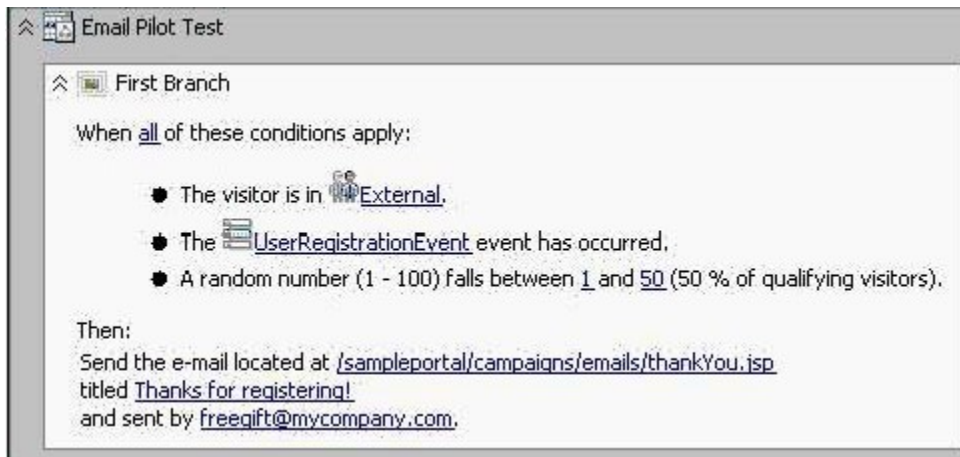 Email Pilot Test
First Branch
When all of these conditions apply:
The visitor is in External.
The UserRegistrationEvent event has occurred.
A random number (1 - 100) falls between 1 and 50 (50 % of qualifying visitors).
Then:
Send the e-mail located at /sampleportal/campaigns/emails/thankYou.jsp
titled Thanks for registering!
and sent by freegift@mycompany.com.